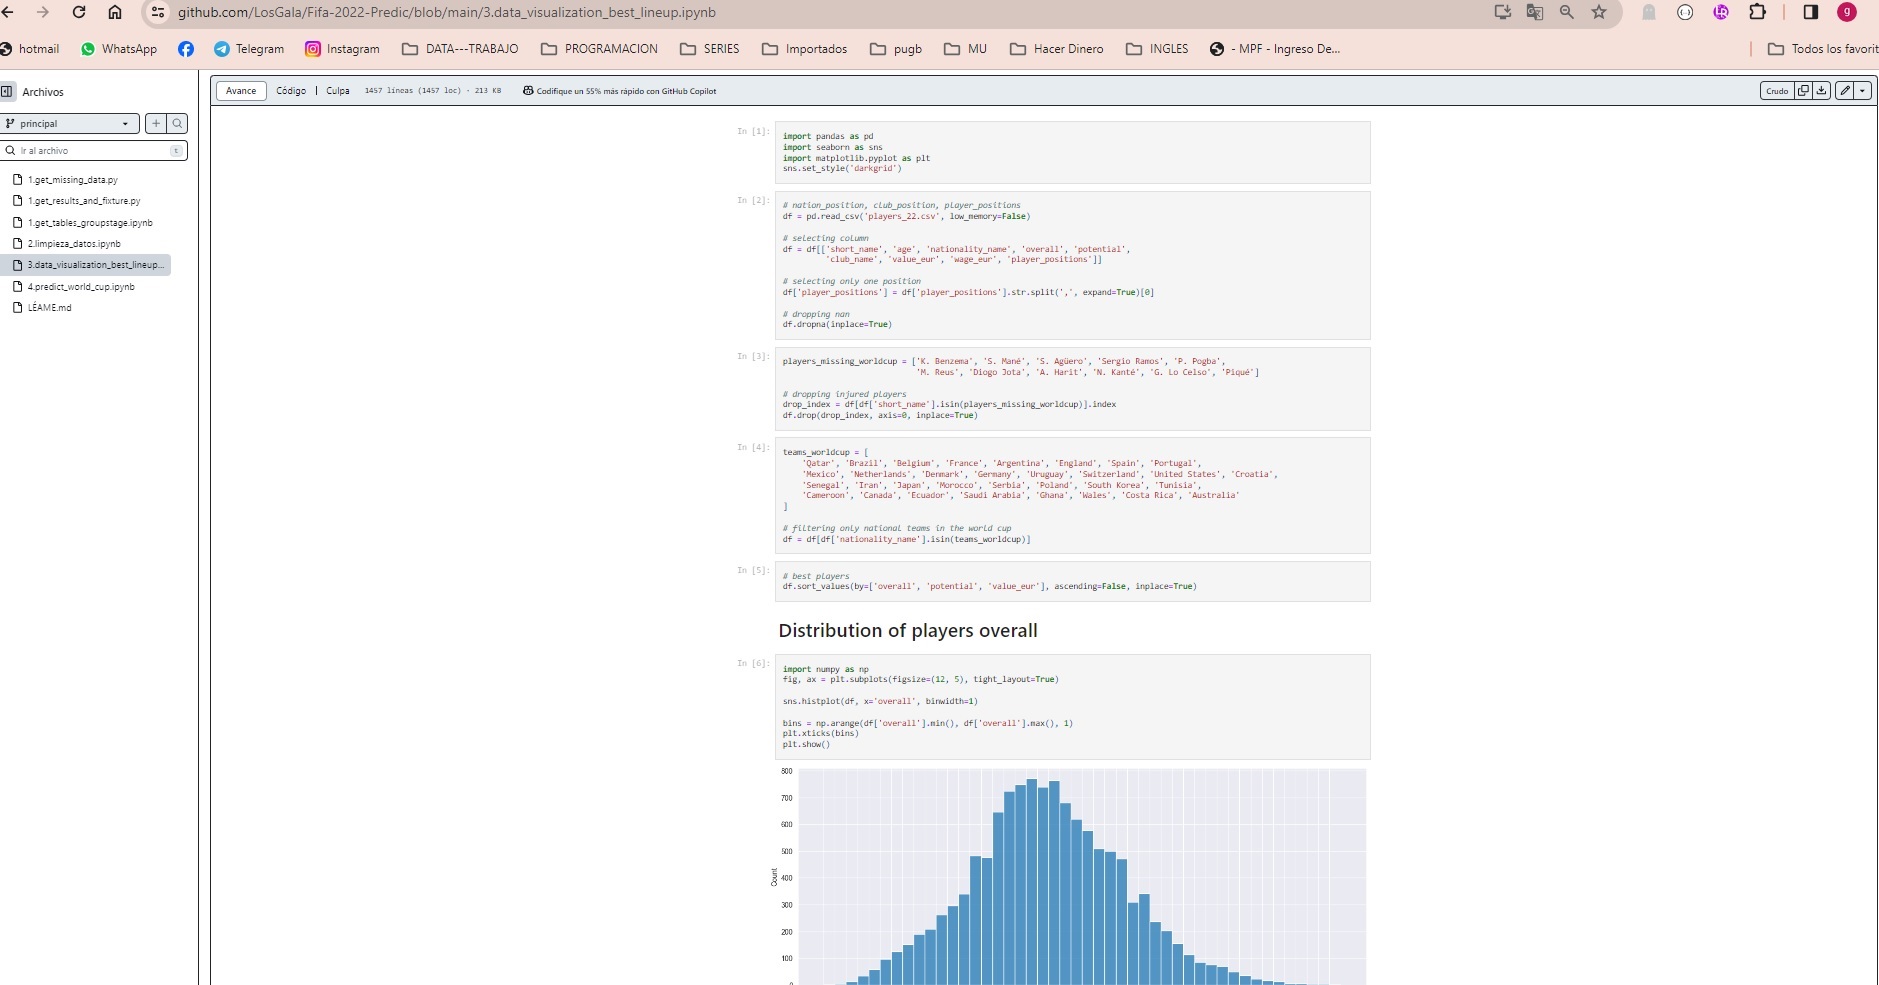 github.com/LosGala/Fifa-2022-Predic/blob/main/3.data_visualization_best_lineup.ipynb
g
hotmail WhatsApp Telegram Instagram DATA---TRABAJO PROGRAMACION SERIES Importados pugb MU Hacer Dinero INGLES - MPF - Ingreso De... Todos los favorit
Archivos
principal
Ir al archivo t
1.get_missing_data.py
1.get_results_and_fixture.py
1.get_tables_groupstage.ipynb
2.limpieza_datos.ipynb
3.data_visualization_best_lineup...
4.predict_world_cup.ipynb
LÉAME.md
Avance Código Culpa 1457 líneas (1457 loc) · 213 KB Codifique un 55% más rápido con GitHub Copilot Crudo
In [1]:
import pandas as pd
import seaborn as sns
import matplotlib.pyplot as plt
sns.set_style('darkgrid')
In [2]:
# nation_position, club_position, player_positions
df = pd.read_csv('players_22.csv', low_memory=False)
# selecting column
df = df[['short_name', 'age', 'nationality_name', 'overall', 'potential',
'club_name', 'value_eur', 'wage_eur', 'player_positions']]
# selecting only one position
df['player_positions'] = df['player_positions'].str.split(',', expand=True)[0]
# dropping nan
df.dropna(inplace=True)
In [3]:
players_missing_worldcup = ['K. Benzema', 'S. Mané', 'S. Agüero', 'Sergio Ramos', 'P. Pogba',
'M. Reus', 'Diogo Jota', 'A. Harit', 'N. Kanté', 'G. Lo Celso', 'Piqué']
# dropping injured players
drop_index = df[df['short_name'].isin(players_missing_worldcup)].index
df.drop(drop_index, axis=0, inplace=True)
In [4]:
teams_worldcup = [
'Qatar', 'Brazil', 'Belgium', 'France', 'Argentina', 'England', 'Spain', 'Portugal',
'Mexico', 'Netherlands', 'Denmark', 'Germany', 'Uruguay', 'Switzerland', 'United States', 'Croatia',
'Senegal', 'Iran', 'Japan', 'Morocco', 'Serbia', 'Poland', 'South Korea', 'Tunisia',
'Cameroon', 'Canada', 'Ecuador', 'Saudi Arabia', 'Ghana', 'Wales', 'Costa Rica', 'Australia'
]
# filtering only national teams in the world cup
df = df[df['nationality_name'].isin(teams_worldcup)]
In [5]:
# best players
df.sort_values(by=['overall', 'potential', 'value_eur'], ascending=False, inplace=True)
Distribution of players overall
In [6]:
import numpy as np
fig, ax = plt.subplots(figsize=(12, 5), tight_layout=True)
sns.histplot(df, x='overall', binwidth=1)
bins = np.arange(df['overall'].min(), df['overall'].max(), 1)
plt.xticks(bins)
plt.show()
800
700
600
500
400
300
200
100
Count